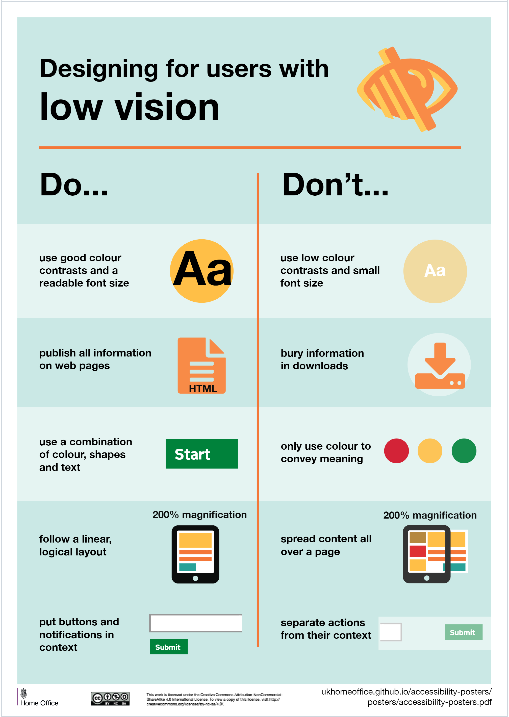 Designing for users with
low vision
Do...
Don't...
use good colour
contrasts and a
readable font size
Aa
use low colour
contrasts and small
font size
Aa
publish all information
on web pages
HTML
bury information
in downloads
use a combination
of colour, shapes
and text
Start
only use colour to
convey meaning
follow a linear,
logical layout
200% magnification
spread content all
over a page
200% magnification
put buttons and
notifications in
context
Submit
separate actions
from their context
Submit
Home Office
This work is licensed under the Creative Commons Attribution-NonCommercial-
ShareAlike 4.0 International License. To view a copy of this license, visit http://
ukhomeoffice.github.io/accessibility-posters/
posters/accessibility-posters.pdf